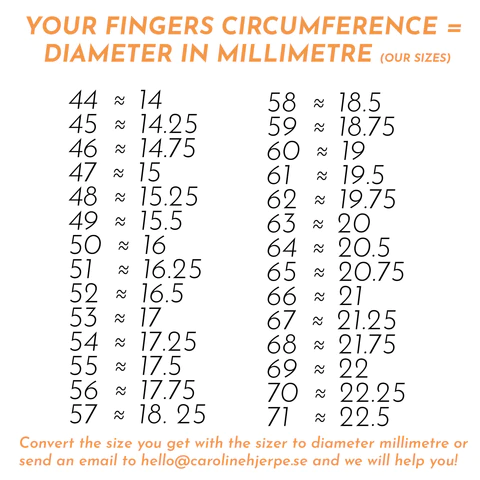 YOUR FINGERS CIRCUMFERENCE =
DIAMETER IN MILLIMETRE (OUR SIZES)
44 ≈ 14
45 ≈ 14.25
46 ≈ 14.75
47 ≈ 15
48 ≈ 15.25
49 ≈ 15.5
50 ≈ 16
51 ≈ 16.25
52 ≈ 16.5
53 ≈ 17
54 ≈ 17.25
55 ≈ 17.5
56 ≈ 17.75
57 ≈ 18. 25
58 ≈ 18.5
59 ≈ 18.75
60 ≈ 19
61 ≈ 19.5
62 ≈ 19.75
63 ≈ 20
64 ≈ 20.5
65 ≈ 20.75
66 ≈ 21
67 ≈ 21.25
68 ≈ 21.75
69 ≈ 22
70 ≈ 22.25
71 ≈ 22.5
Convert the size you get with the sizer to diameter millimetre or
send an email to hello@carolinehjerpe.se and we will help you!